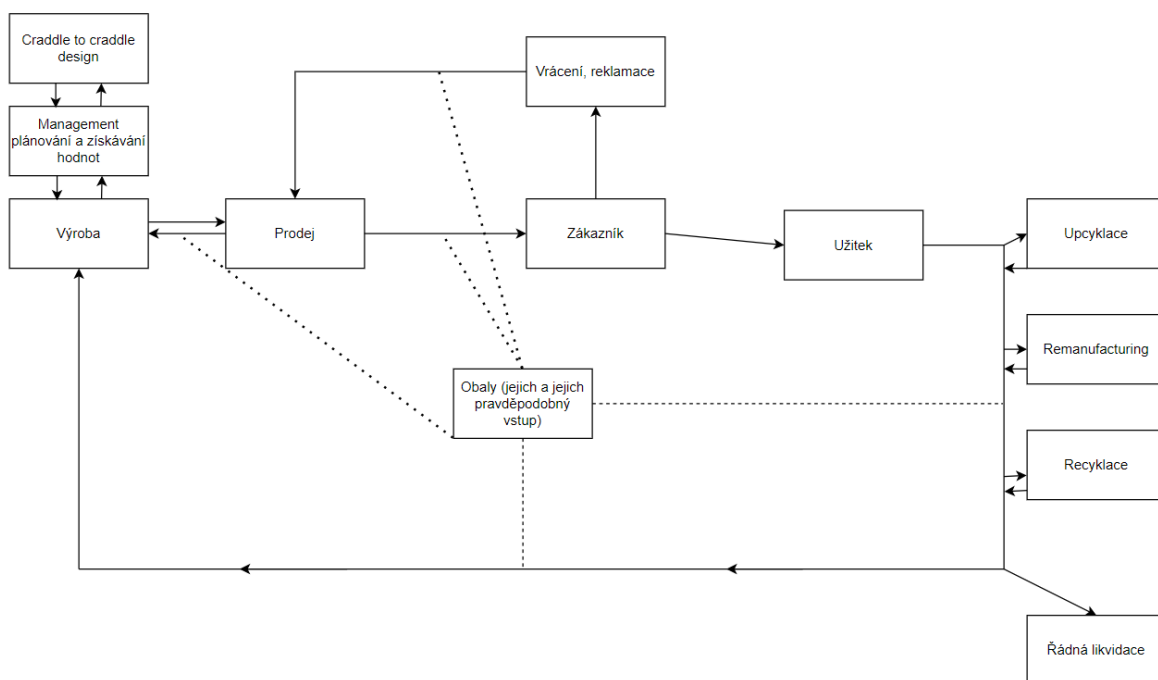 Craddle to craddle
design
Management
plánování a získávání
hodnot
Výroba
Prodej
Vrácení, reklamace
Zákazník
Užitek
Upcyklace
Remanufacturing
Obaly (jejich a jejich
pravděpodobný
vstup)
Recyklace
Řádná likvidace